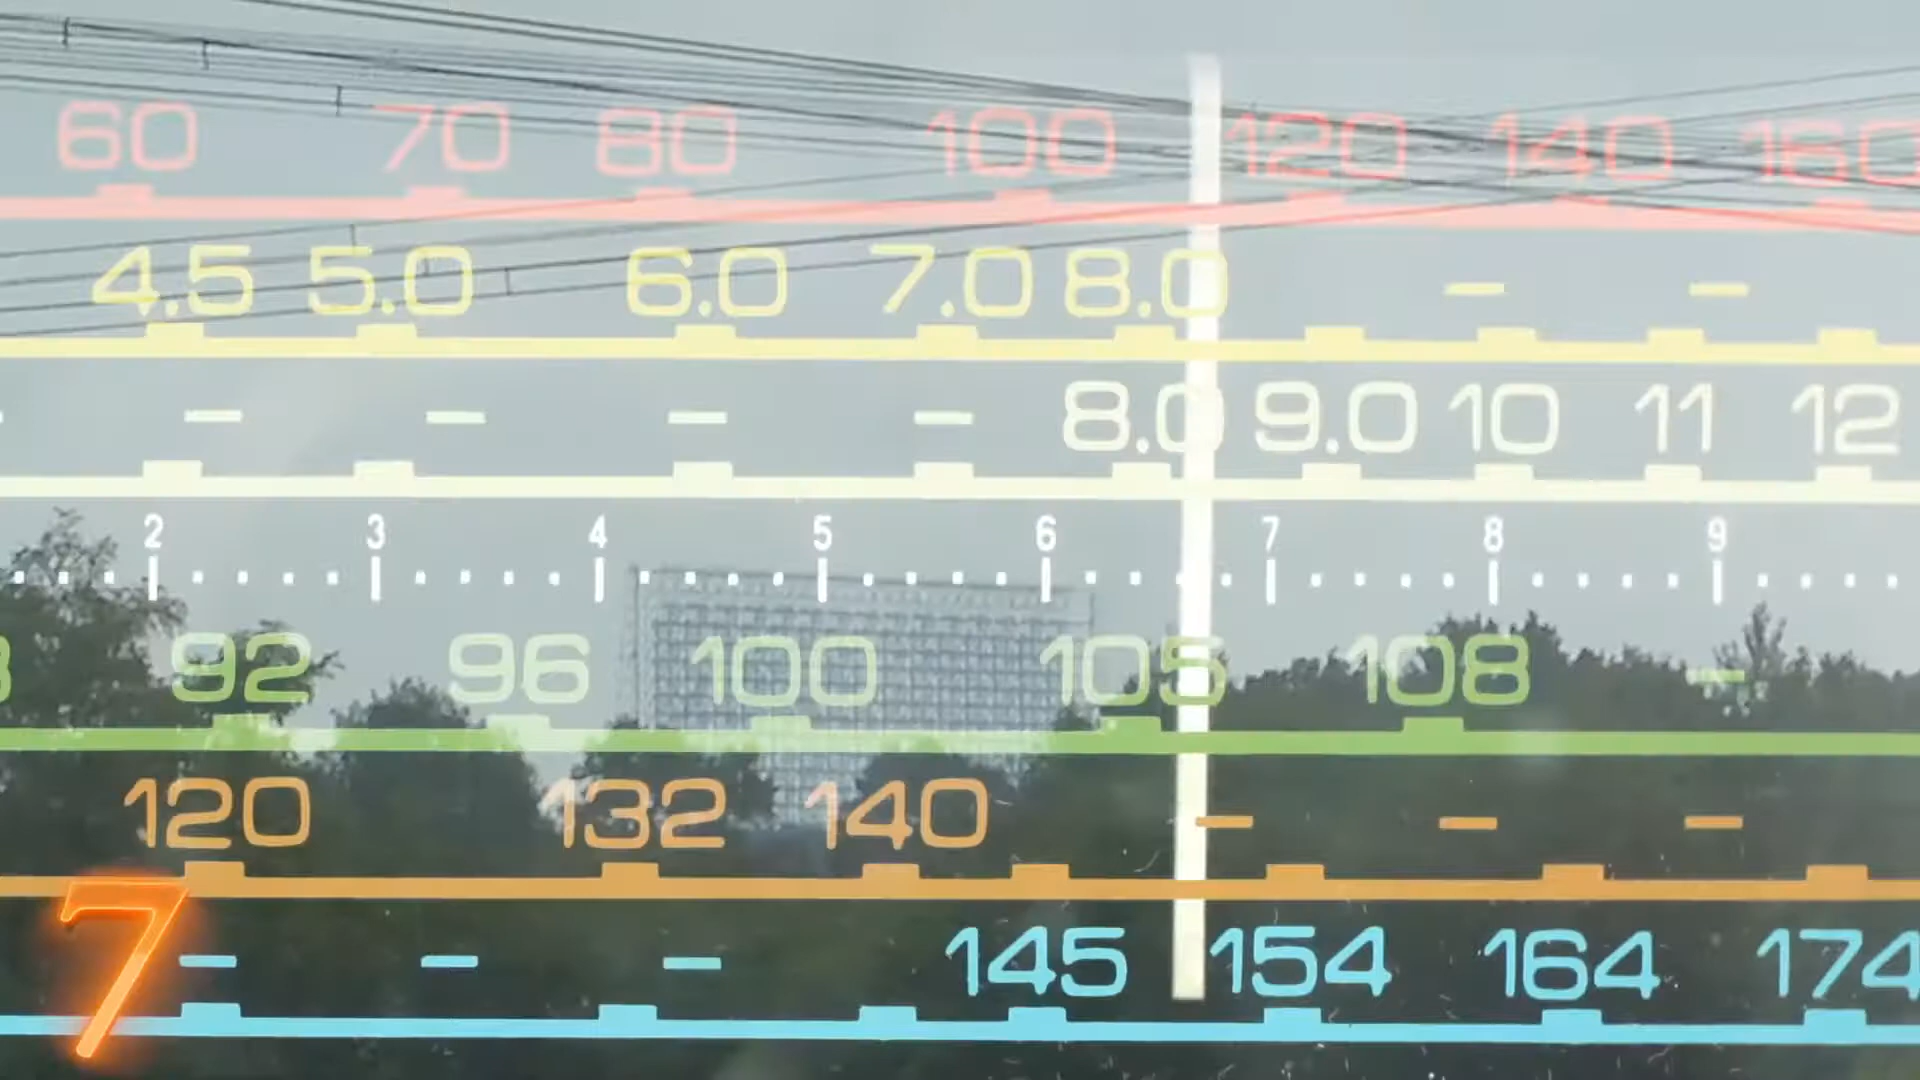 60 70 80 100 120 140 160
4.5 5.0 6.0 7.0 8.0 – –
– – – – 8.0 9.0 10 11 12
2 3 4 5 6 7 8 9
92 96 100 105 108 –
120 132 140 – – –
7
– – – 145 154 164 174